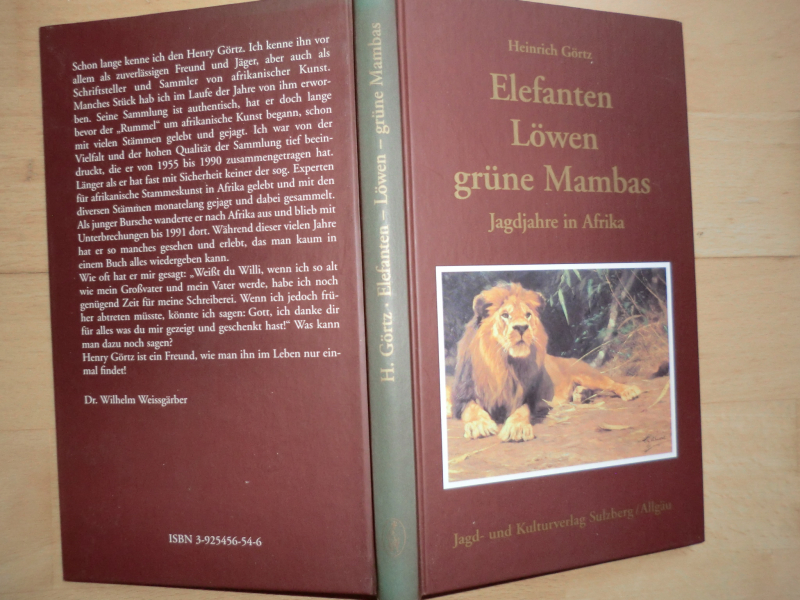 Schon lange kenne ich den Henry Görtz. Ich kenne ihn vor
allem als zuverlässigen Freund und Jäger, aber auch als
Schriftsteller und Sammler von afrikanischer Kunst.
Manches Stück hab ich im Laufe der Jahre von ihm erwor-
ben. Seine Sammlung ist authentisch, hat er doch lange
bevor der „Rummel“ um afrikanische Kunst begann, schon
mit vielen Stämmen gelebt und gejagt. Ich war von der
Vielfalt und der hohen Qualität der Sammlung tief beein-
druckt, die er von 1955 bis 1990 zusammengetragen hat.
Länger als er hat fast mit Sicherheit keiner der sog. Experten
für afrikanische Stammeskunst in Afrika gelebt und mit den
diversen Stämmen monatelang gejagt und dabei gesammelt.
Als junger Bursche wanderte er nach Afrika aus und blieb mit
Unterbrechungen bis 1991 dort. Während dieser vielen Jahre
hat er so manches gesehen und erlebt, das man kaum in
einem Buch alles wiedergeben kann.
Wie oft hat er mir gesagt: „Weißt du Willi, wenn ich so alt
wie mein Großvater und mein Vater werde, habe ich noch
genügend Zeit für meine Schreiberei. Wenn ich jedoch frü-
her abtreten müsste, könnte ich sagen: Gott, ich danke dir
für alles was du mir gezeigt und geschenkt hast!“ Was kann
man dazu noch sagen?
Henry Görtz ist ein Freund, wie man ihn im Leben nur ein-
mal findet!
Dr. Wilhelm Weissgärber
ISBN 3-925456-54-6
H. Görtz · Elefanten – Löwen – grüne Mambas
Heinrich Görtz
Elefanten
Löwen
grüne Mambas
Jagdjahre in Afrika
Jagd- und Kulturverlag Sulzberg/Allgäu